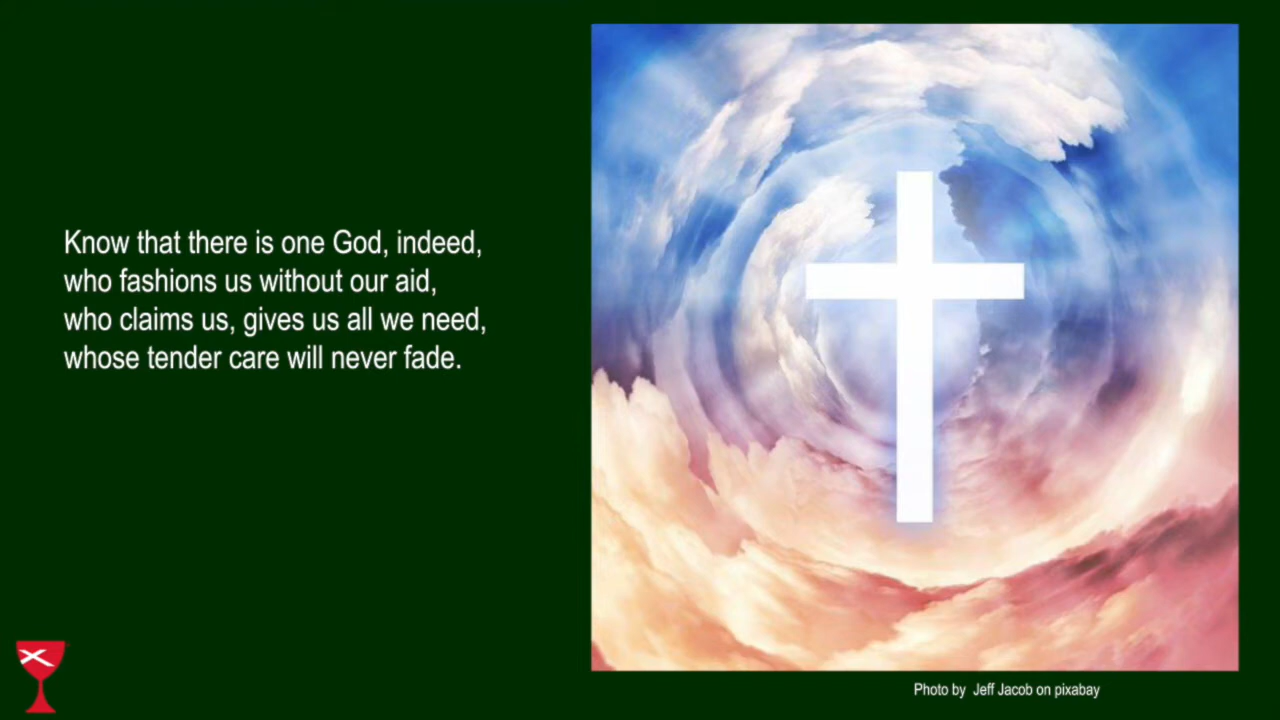 Know that there is one God, indeed,
who fashions us without our aid,
who claims us, gives us all we need,
whose tender care will never fade.
Photo by Jeff Jacob on pixabay